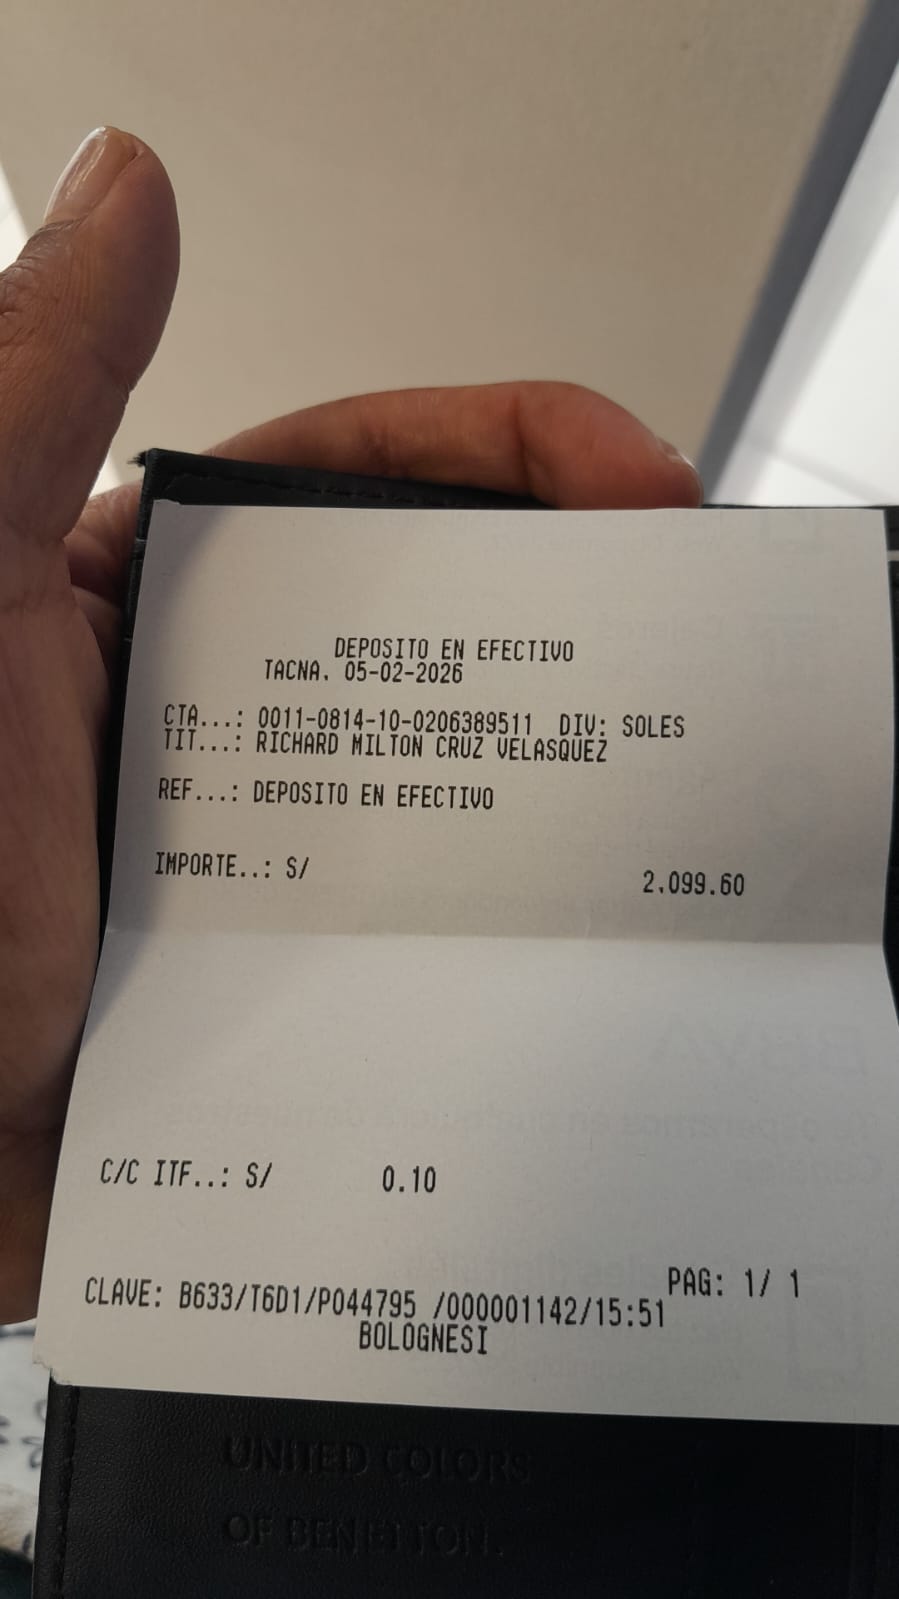 DEPOSITO EN EFECTIVO
TACNA. 05-02-2026
CTA...: 0011-0814-10-0206389511 DIV: SOLES
TIT...: RICHARD MILTON CRUZ VELASQUEZ
REF...: DEPOSITO EN EFECTIVO
IMPORTE..: S/ 2.099.60
C/C ITF..: S/ 0.10
PAG: 1/ 1
CLAVE: B633/T6D1/P044795 /000001142/15:51
BOLOGNESI
UNITED COLORS
OF BENETTON.